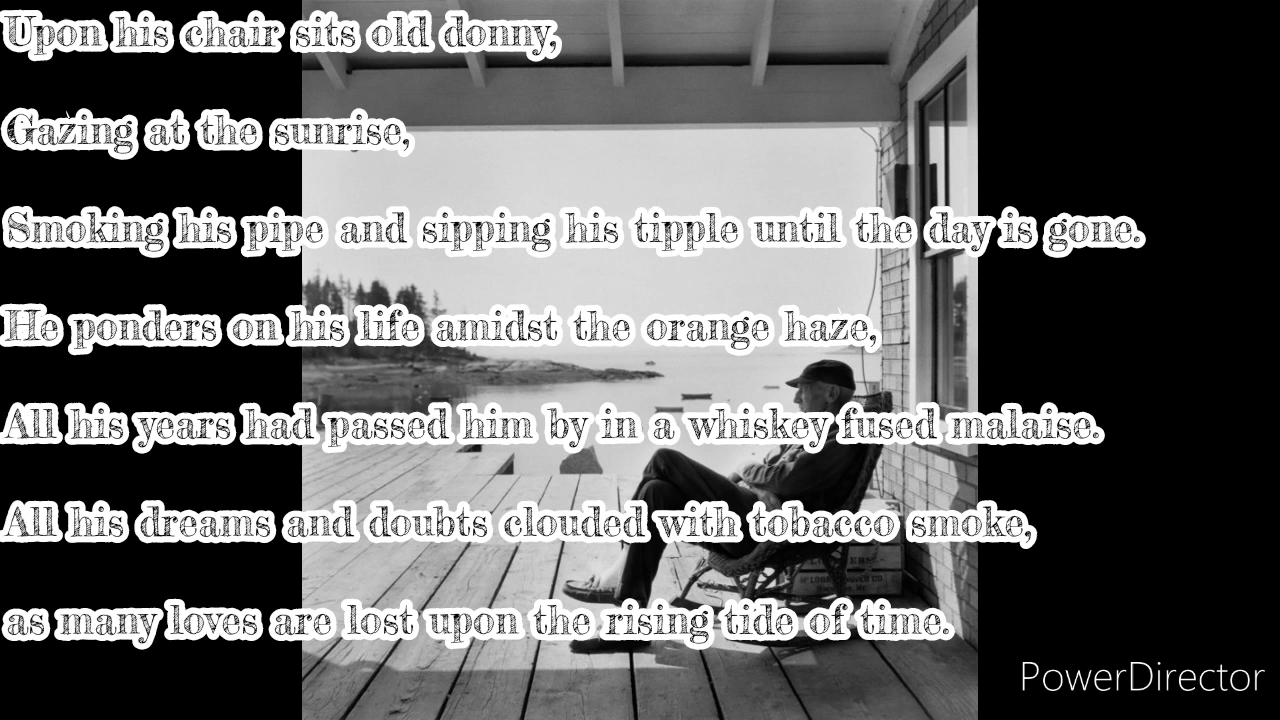 Upon his chair sits old donny,
Gazing at the sunrise,
Smoking his pipe and sipping his tipple until the day is gone.
He ponders on his life amidst the orange haze,
All his years had passed him by in a whiskey fused malaise.
All his dreams and doubts clouded with tobacco smoke,
as many loves are lost upon the rising tide of time.
PowerDirector